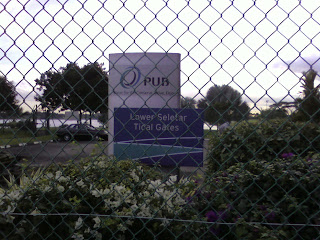 PUB
Lower Seletar
Tidal Gates